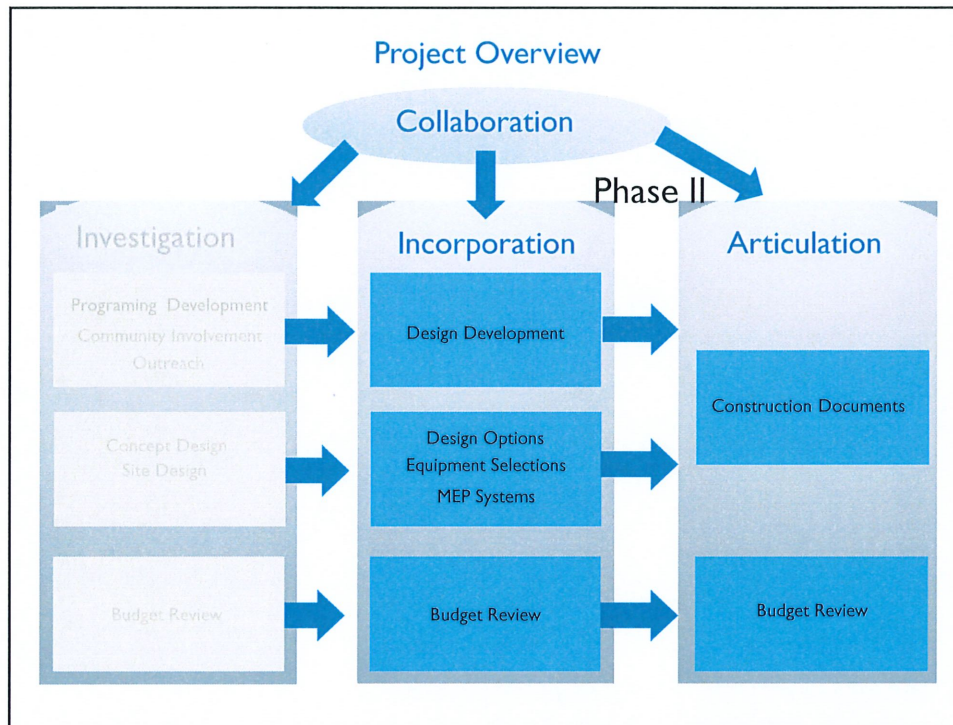 Project Overview
Collaboration
Phase II
Investigation
Programing Development
Community Involvement
Outreach
Concept Design
Site Design
Budget Review
Incorporation
Design Development
Design Options
Equipment Selections
MEP Systems
Budget Review
Articulation
Construction Documents
Budget Review